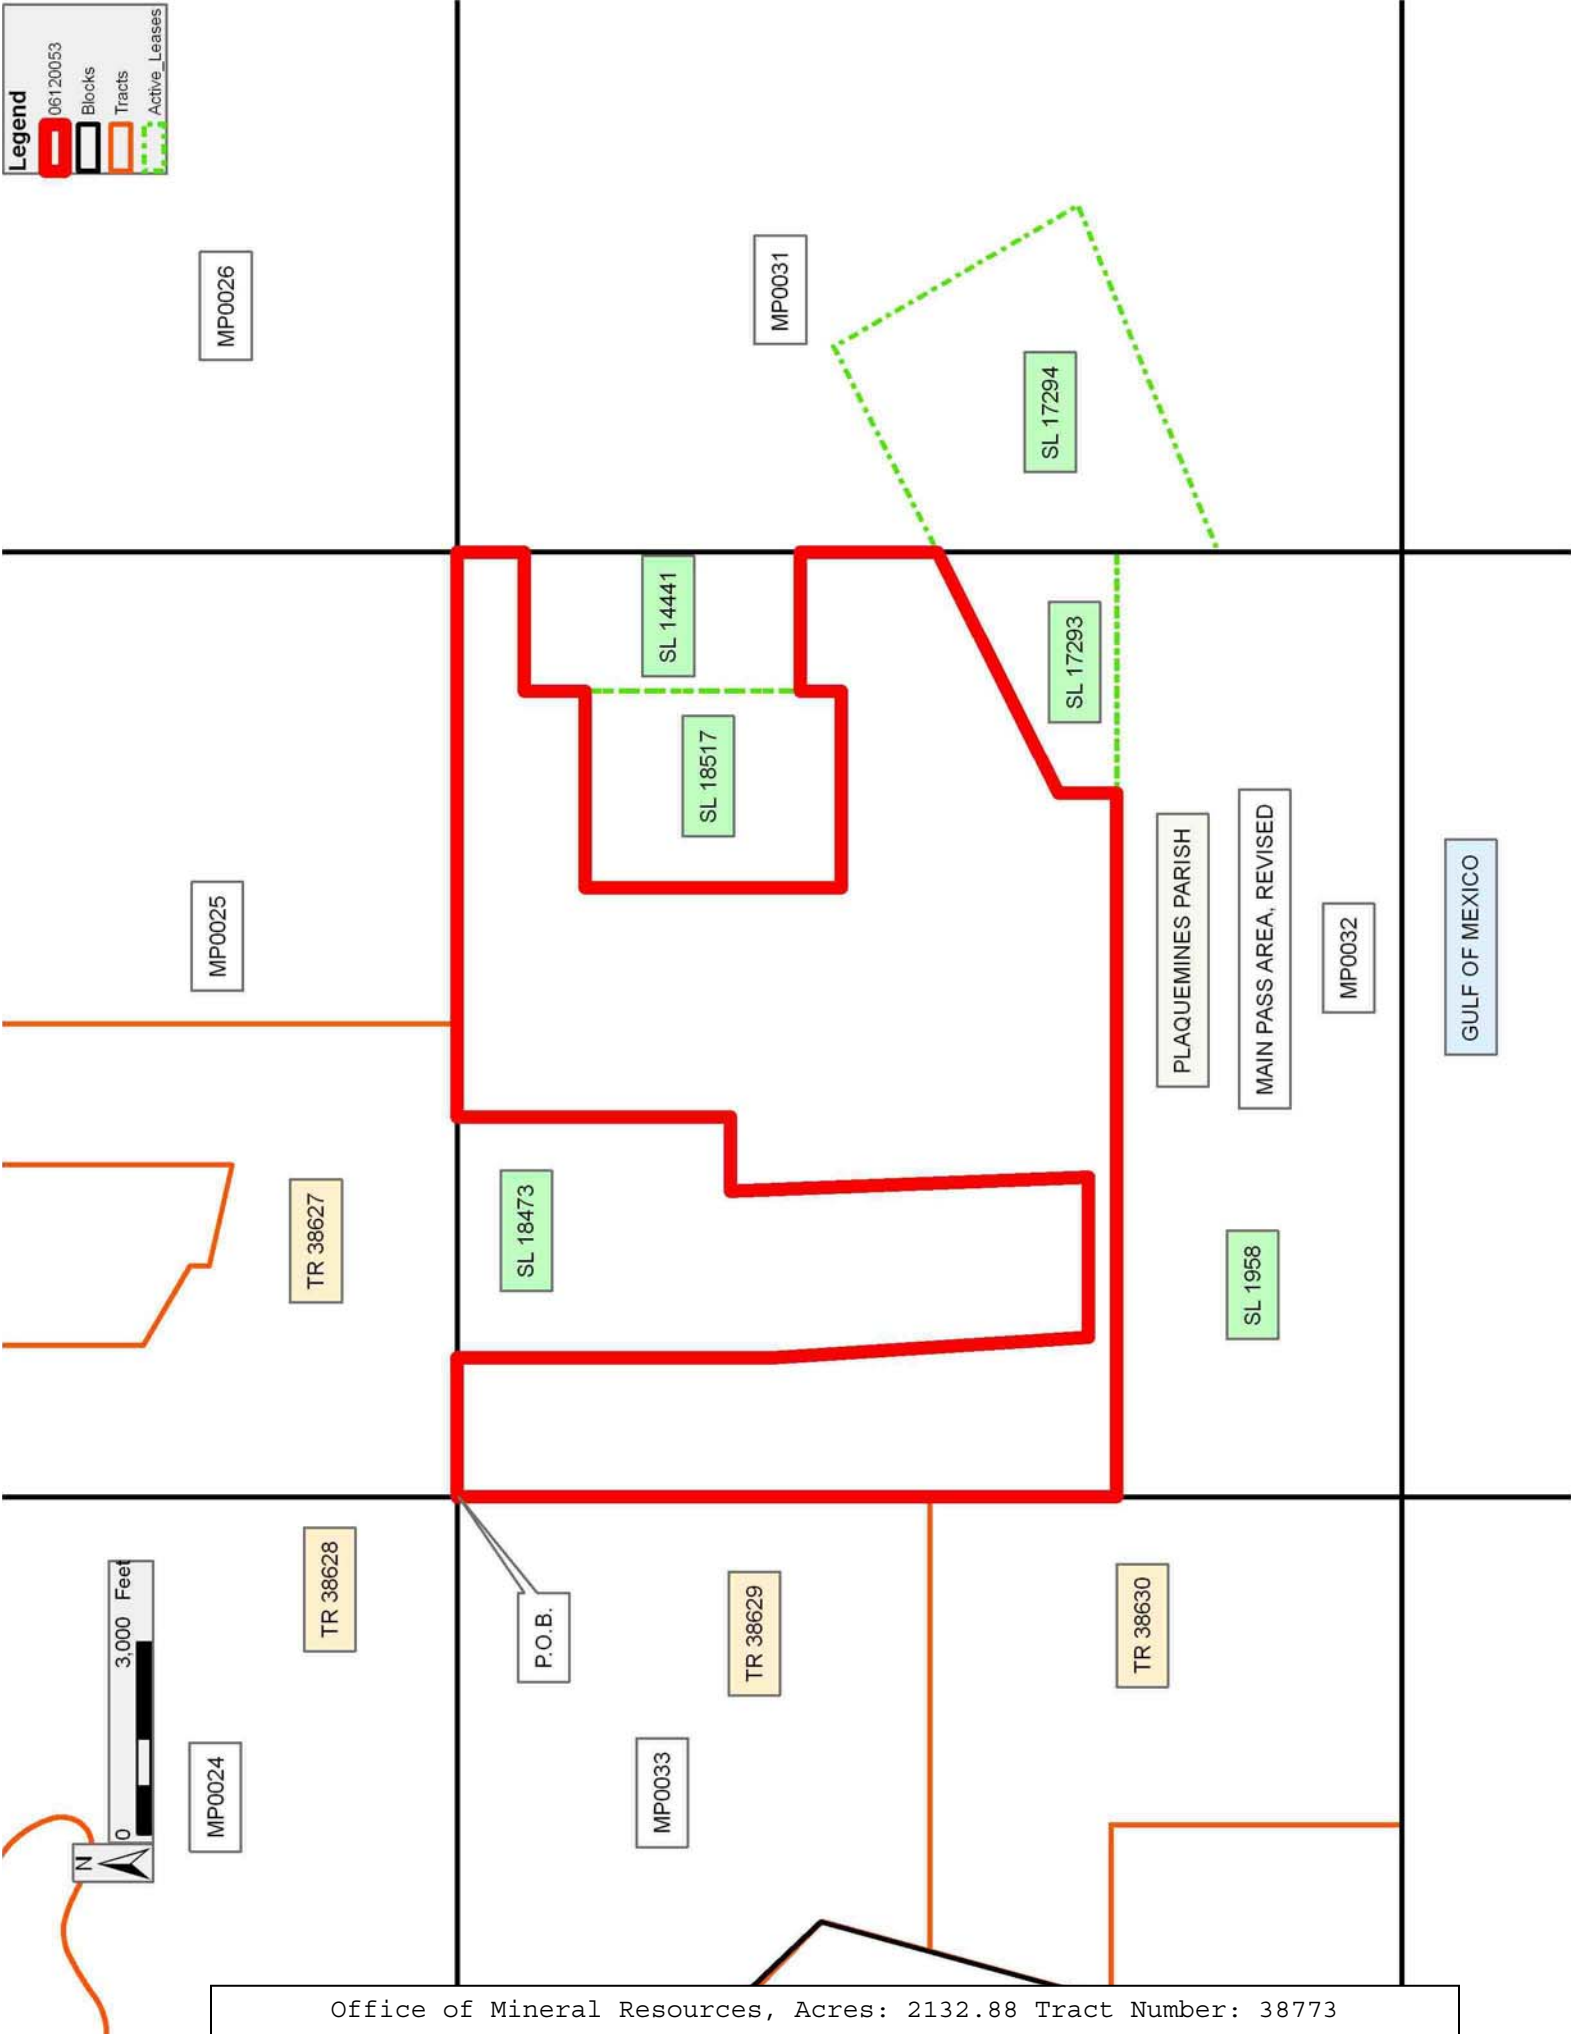 Legend
06120053
Blocks
Tracts
Active_Leases
MP0024
MP0025
MP0026
0 3,000 Feet
N
TR 38628
TR 38627
P.O.B.
SL 18473
SL 14441
MP0033
TR 38629
SL 18517
MP0031
SL 17293
SL 17294
TR 38630
PLAQUEMINES PARISH
SL 1958
MAIN PASS AREA, REVISED
MP0032
GULF OF MEXICO
Office of Mineral Resources, Acres: 2132.88 Tract Number: 38773